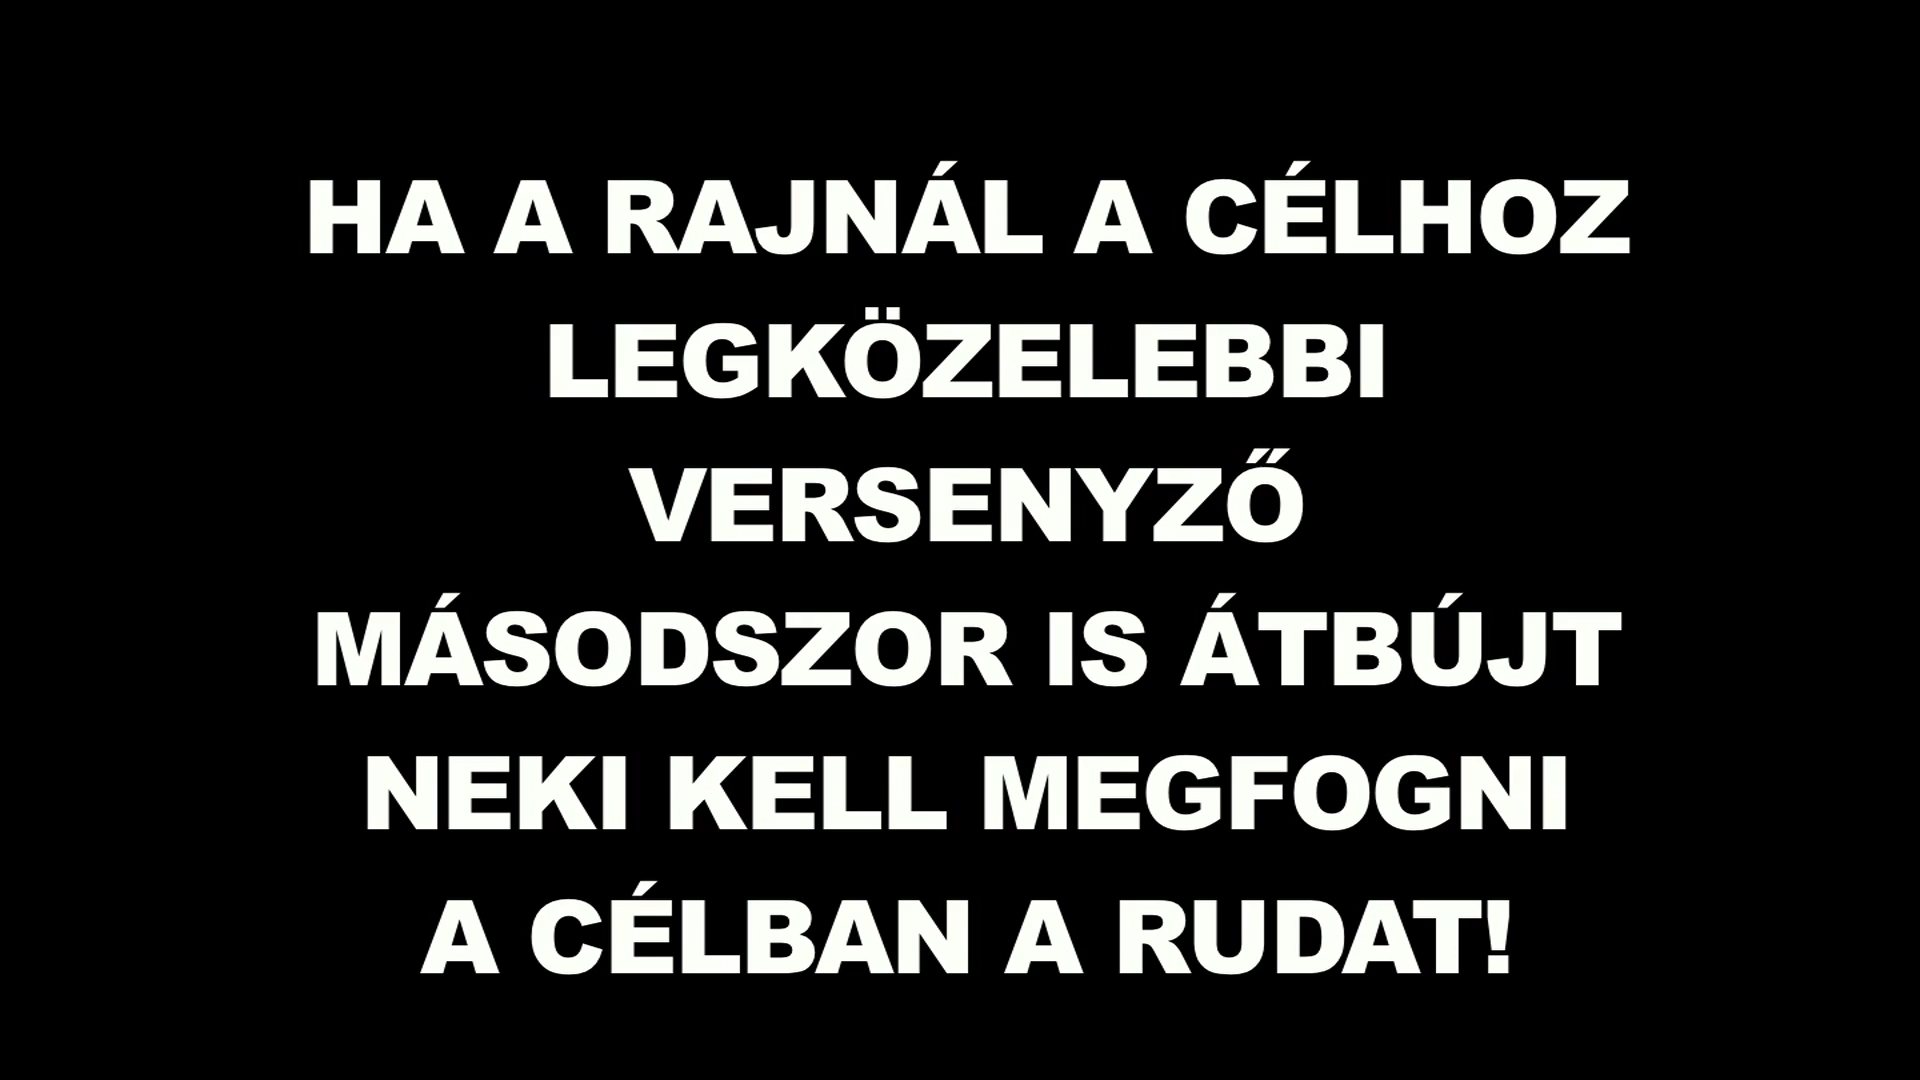 HA A RAJNÁL A CÉLHOZ
LEGKÖZELEBBI
VERSENYZŐ
MÁSODSZOR IS ÁTBÚJT
NEKI KELL MEGFOGNI
A CÉLBAN A RUDAT!